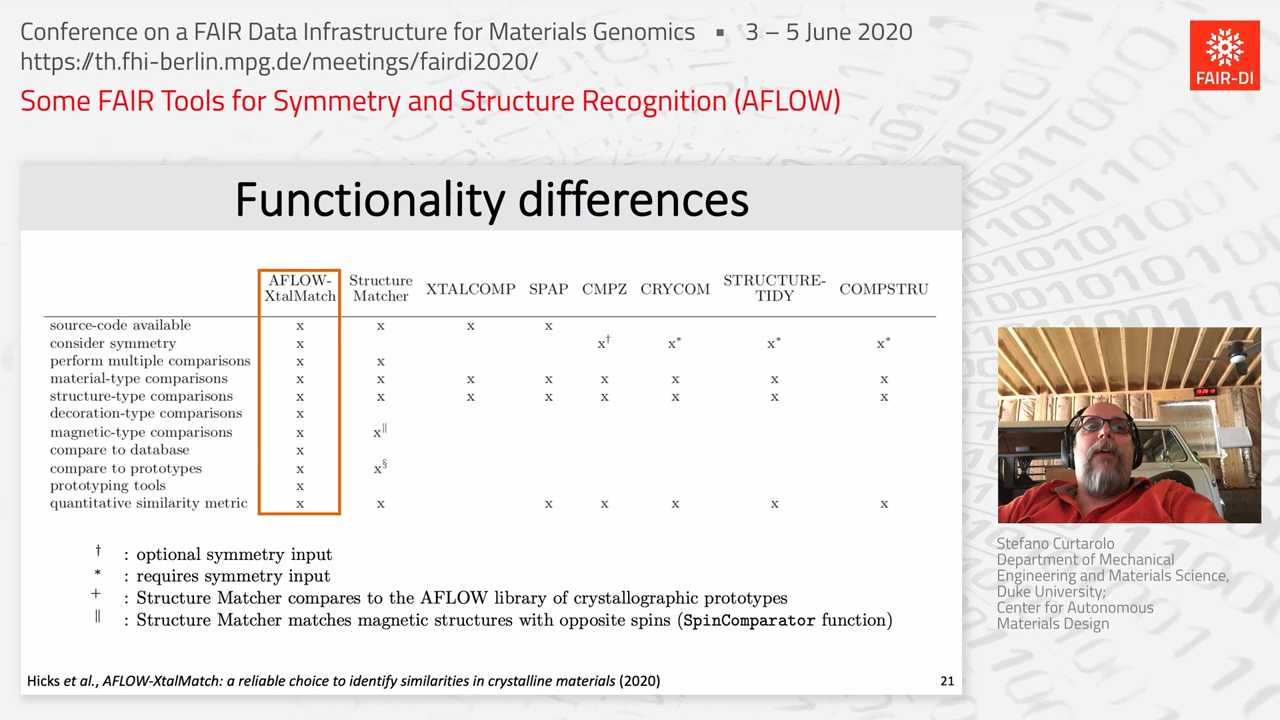 Conference on a FAIR Data Infrastructure for Materials Genomics ▪ 3 – 5 June 2020
https://th.fhi-berlin.mpg.de/meetings/fairdi2020/
Some FAIR Tools for Symmetry and Structure Recognition (AFLOW)
FAIR-DI
Functionality differences
AFLOW-XtalMatch Structure Matcher XTALCOMP SPAP CMPZ CRYCOM STRUCTURE-TIDY COMPSTRU
source-code available x x x x
consider symmetry x x† x* x* x*
perform multiple comparisons x x
material-type comparisons x x x x x x x x
structure-type comparisons x x x x x x x x
decoration-type comparisons x
magnetic-type comparisons x x‖
compare to database x
compare to prototypes x x§
prototyping tools x
quantitative similarity metric x x x x x x x
† : optional symmetry input
* : requires symmetry input
+ : Structure Matcher compares to the AFLOW library of crystallographic prototypes
‖ : Structure Matcher matches magnetic structures with opposite spins (SpinComparator function)
Hicks et al., AFLOW-XtalMatch: a reliable choice to identify similarities in crystalline materials (2020)
21
Stefano Curtarolo
Department of Mechanical
Engineering and Materials Science,
Duke University;
Center for Autonomous
Materials Design